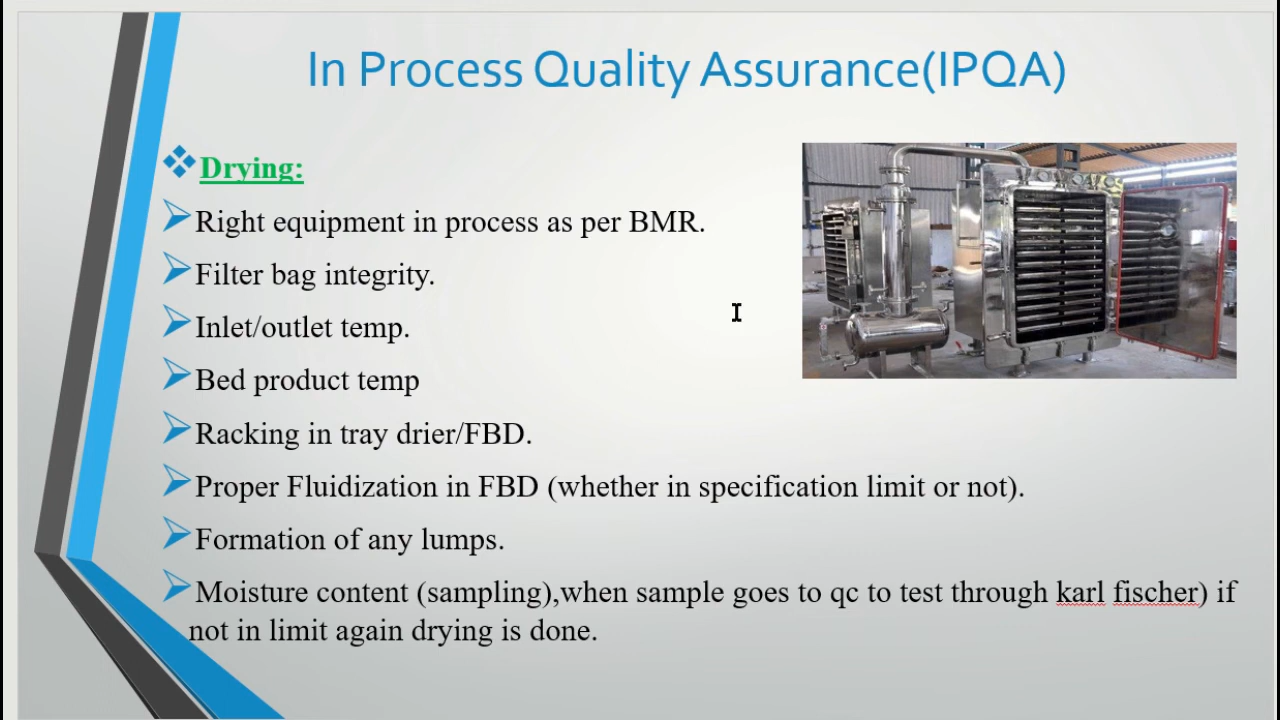 In Process Quality Assurance(IPQA)
Drying:
Right equipment in process as per BMR.
Filter bag integrity.
Inlet/outlet temp.
Bed product temp
Racking in tray drier/FBD.
Proper Fluidization in FBD (whether in specification limit or not).
Formation of any lumps.
Moisture content (sampling),when sample goes to qc to test through karl fischer) if
not in limit again drying is done.